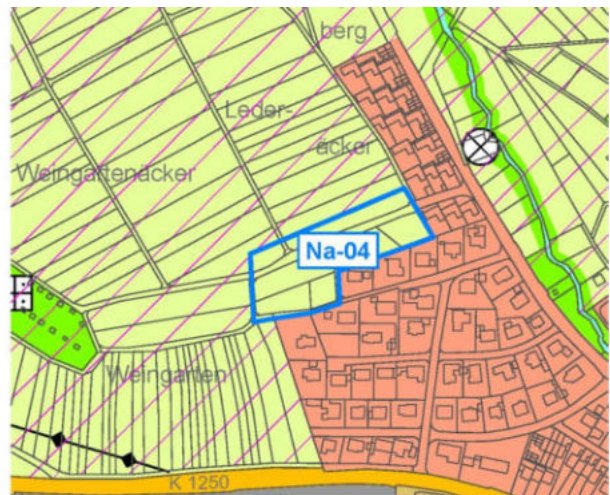 berg
Leder-
äcker
Weingartenäcker
Na-04
Weingarten
K 1250